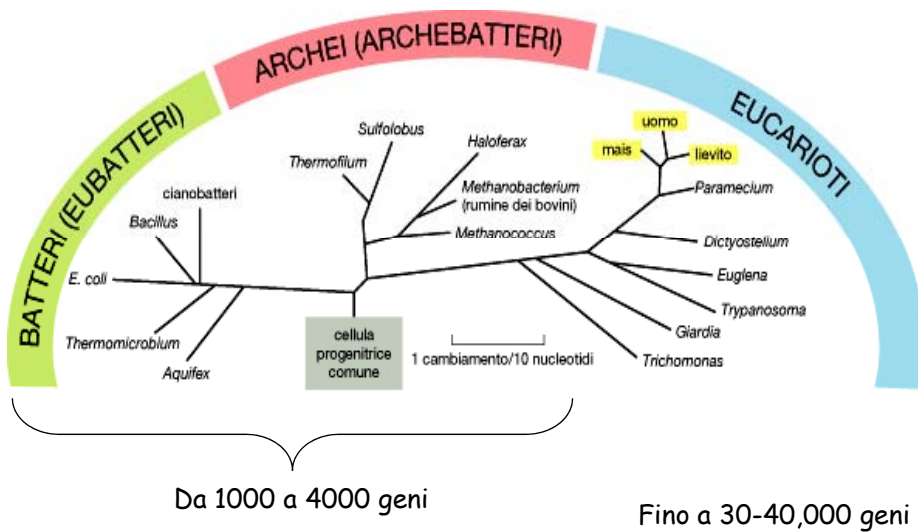 BATTERI (EUBATTERI)
ARCHEI (ARCHEBATTERI)
EUCARIOTI
uomo
mais
lievito
Sulfolobus
Haloferax
Thermofilum
Paramecium
cianobatteri
Methanobacterium
(rumine dei bovini)
Bacillus
Methanococcus
Dictyostelium
E. coli
Euglena
Trypanosoma
Thermomicrobium
cellula
progenitrice
comune
Giardia
1 cambiamento/10 nucleotidi
Trichomonas
Aquifex
Da 1000 a 4000 geni
Fino a 30-40,000 geni